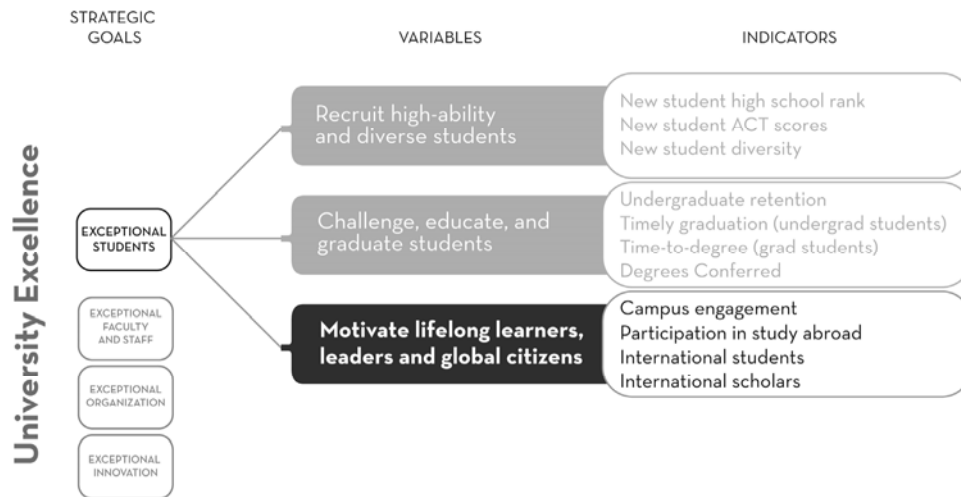 STRATEGIC
GOALS
VARIABLES
INDICATORS
University Excellence
EXCEPTIONAL
STUDENTS
EXCEPTIONAL
FACULTY
AND STAFF
EXCEPTIONAL
ORGANIZATION
EXCEPTIONAL
INNOVATION
Recruit high-ability
and diverse students
New student high school rank
New student ACT scores
New student diversity
Challenge, educate, and
graduate students
Undergraduate retention
Timely graduation (undergrad students)
Time-to-degree (grad students)
Degrees Conferred
Motivate lifelong learners,
leaders and global citizens
Campus engagement
Participation in study abroad
International students
International scholars